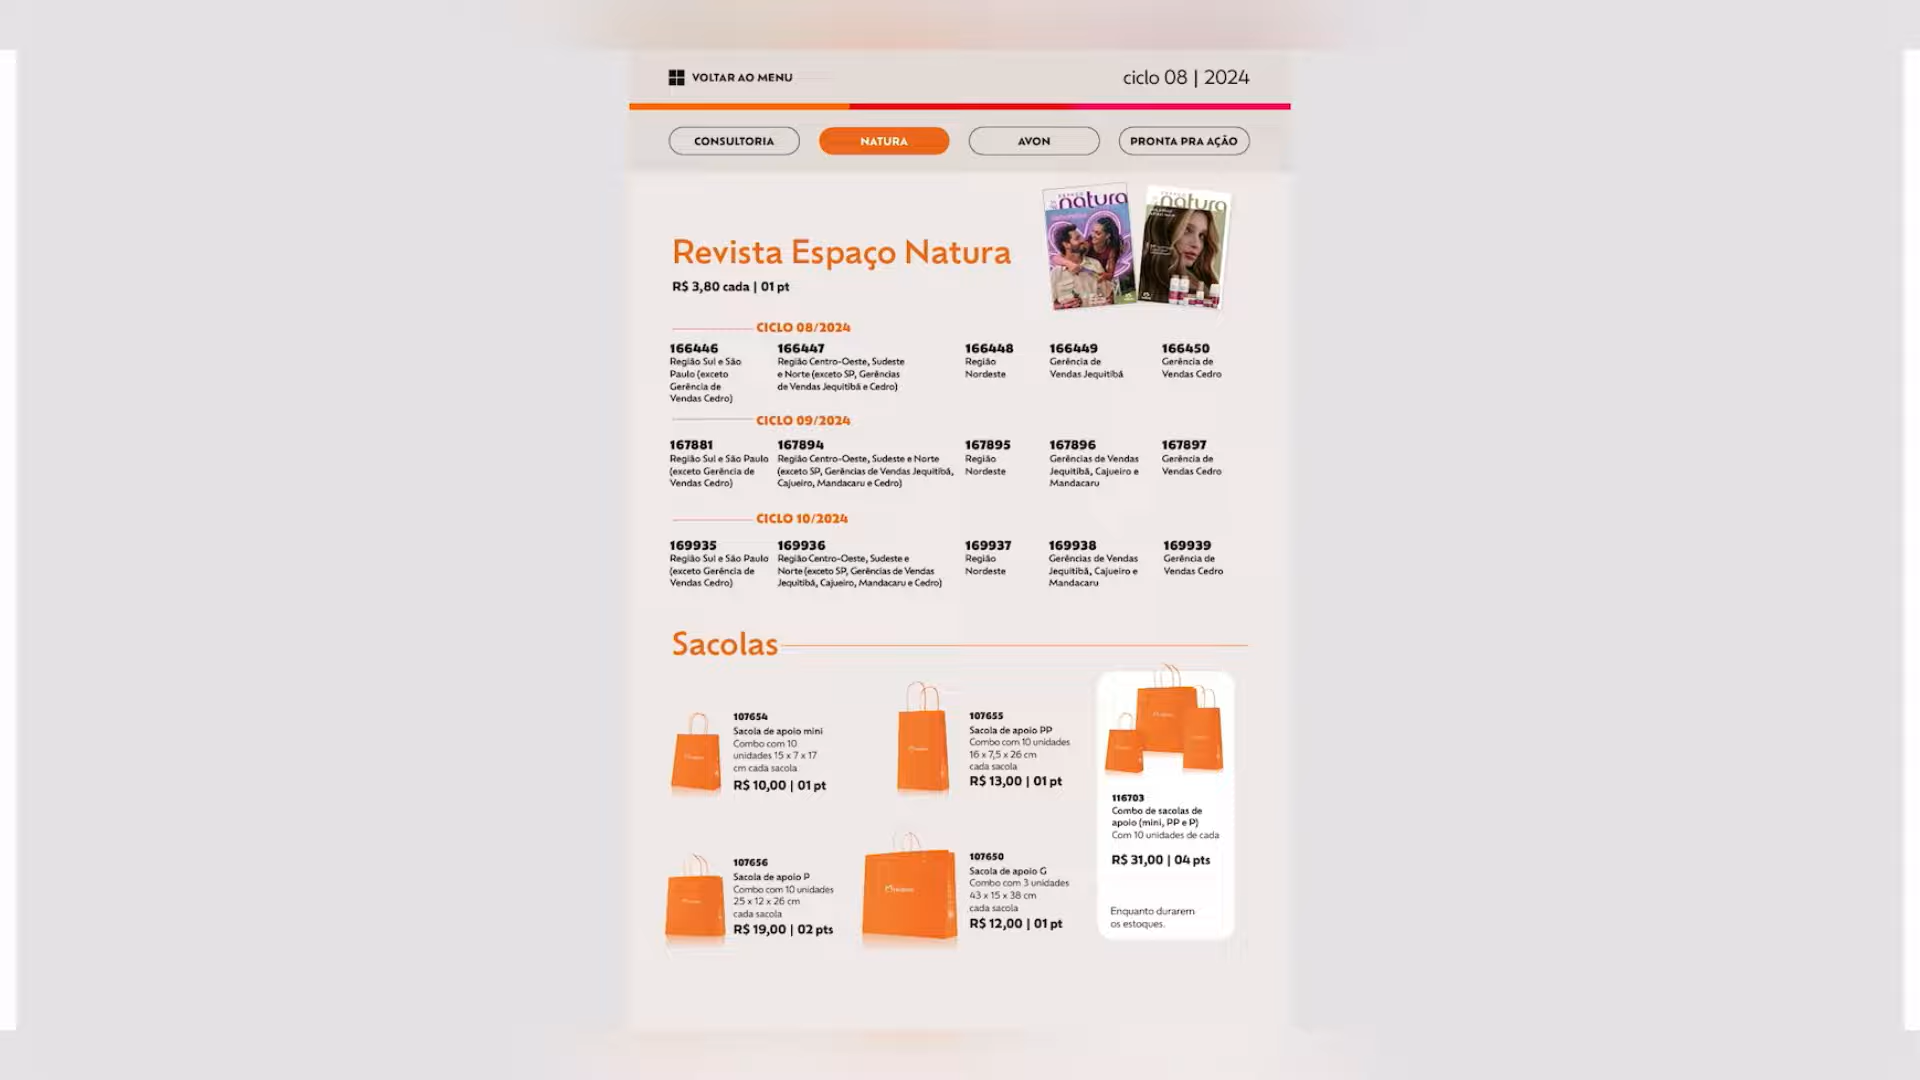 VOLTAR AO MENU
ciclo 08 | 2024
CONSULTORIA
NATURA
AVON
PRONTA PRA AÇÃO
natura
natura
Revista Espaço Natura
R$ 3,80 cada | 01 pt
CICLO 08/2024
166446
Região Sul e São
Paulo (exceto
Gerência de
Vendas Cedro)
166447
Região Centro-Oeste, Sudeste
e Norte (exceto SP, Gerências
de Vendas Jequitibá e Cedro)
166448
Região
Nordeste
166449
Gerência de
Vendas Jequitibá
166450
Gerência de
Vendas Cedro
CICLO 09/2024
167881
Região Sul e São Paulo
(exceto Gerência de
Vendas Cedro)
167894
Região Centro-Oeste, Sudeste e Norte
(exceto SP, Gerências de Vendas Jequitibá,
Cajueiro, Mandacaru e Cedro)
167895
Região
Nordeste
167896
Gerências de Vendas
Jequitibá, Cajueiro e
Mandacaru
167897
Gerência de
Vendas Cedro
CICLO 10/2024
169935
Região Sul e São Paulo
(exceto Gerência de
Vendas Cedro)
169936
Região Centro-Oeste, Sudeste e
Norte (exceto SP, Gerências de Vendas
Jequitibá, Cajueiro, Mandacaru e Cedro)
169937
Região
Nordeste
169938
Gerências de Vendas
Jequitibá, Cajueiro e
Mandacaru
169939
Gerência de
Vendas Cedro
Sacolas
107654
Sacola de apoio mini
Combo com 10
unidades 15 x 7 x 17
cm cada sacola
R$ 10,00 | 01 pt
107655
Sacola de apoio PP
Combo com 10 unidades
16 x 7,5 x 26 cm
cada sacola
R$ 13,00 | 01 pt
107656
Sacola de apoio P
Combo com 10 unidades
25 x 12 x 26 cm
cada sacola
R$ 19,00 | 02 pts
107650
Sacola de apoio G
Combo com 3 unidades
43 x 15 x 38 cm
cada sacola
R$ 12,00 | 01 pt
116703
Combo de sacolas de
apoio (mini, PP e P)
Com 10 unidades de cada
R$ 31,00 | 04 pts
Enquanto durarem
os estoques.